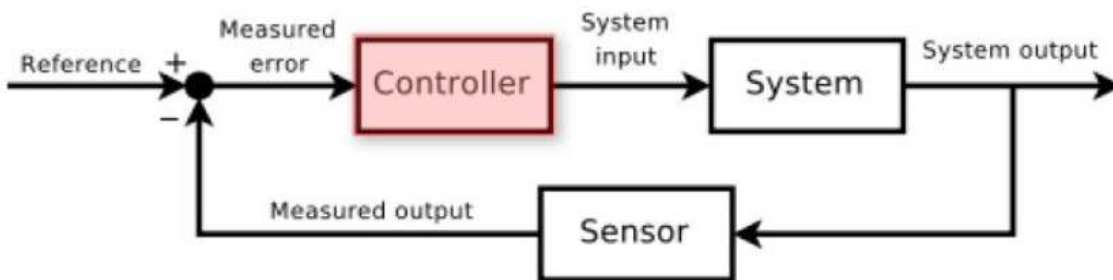 Reference
+
−
Measured
error
Controller
System
input
System
System output
Measured output
Sensor